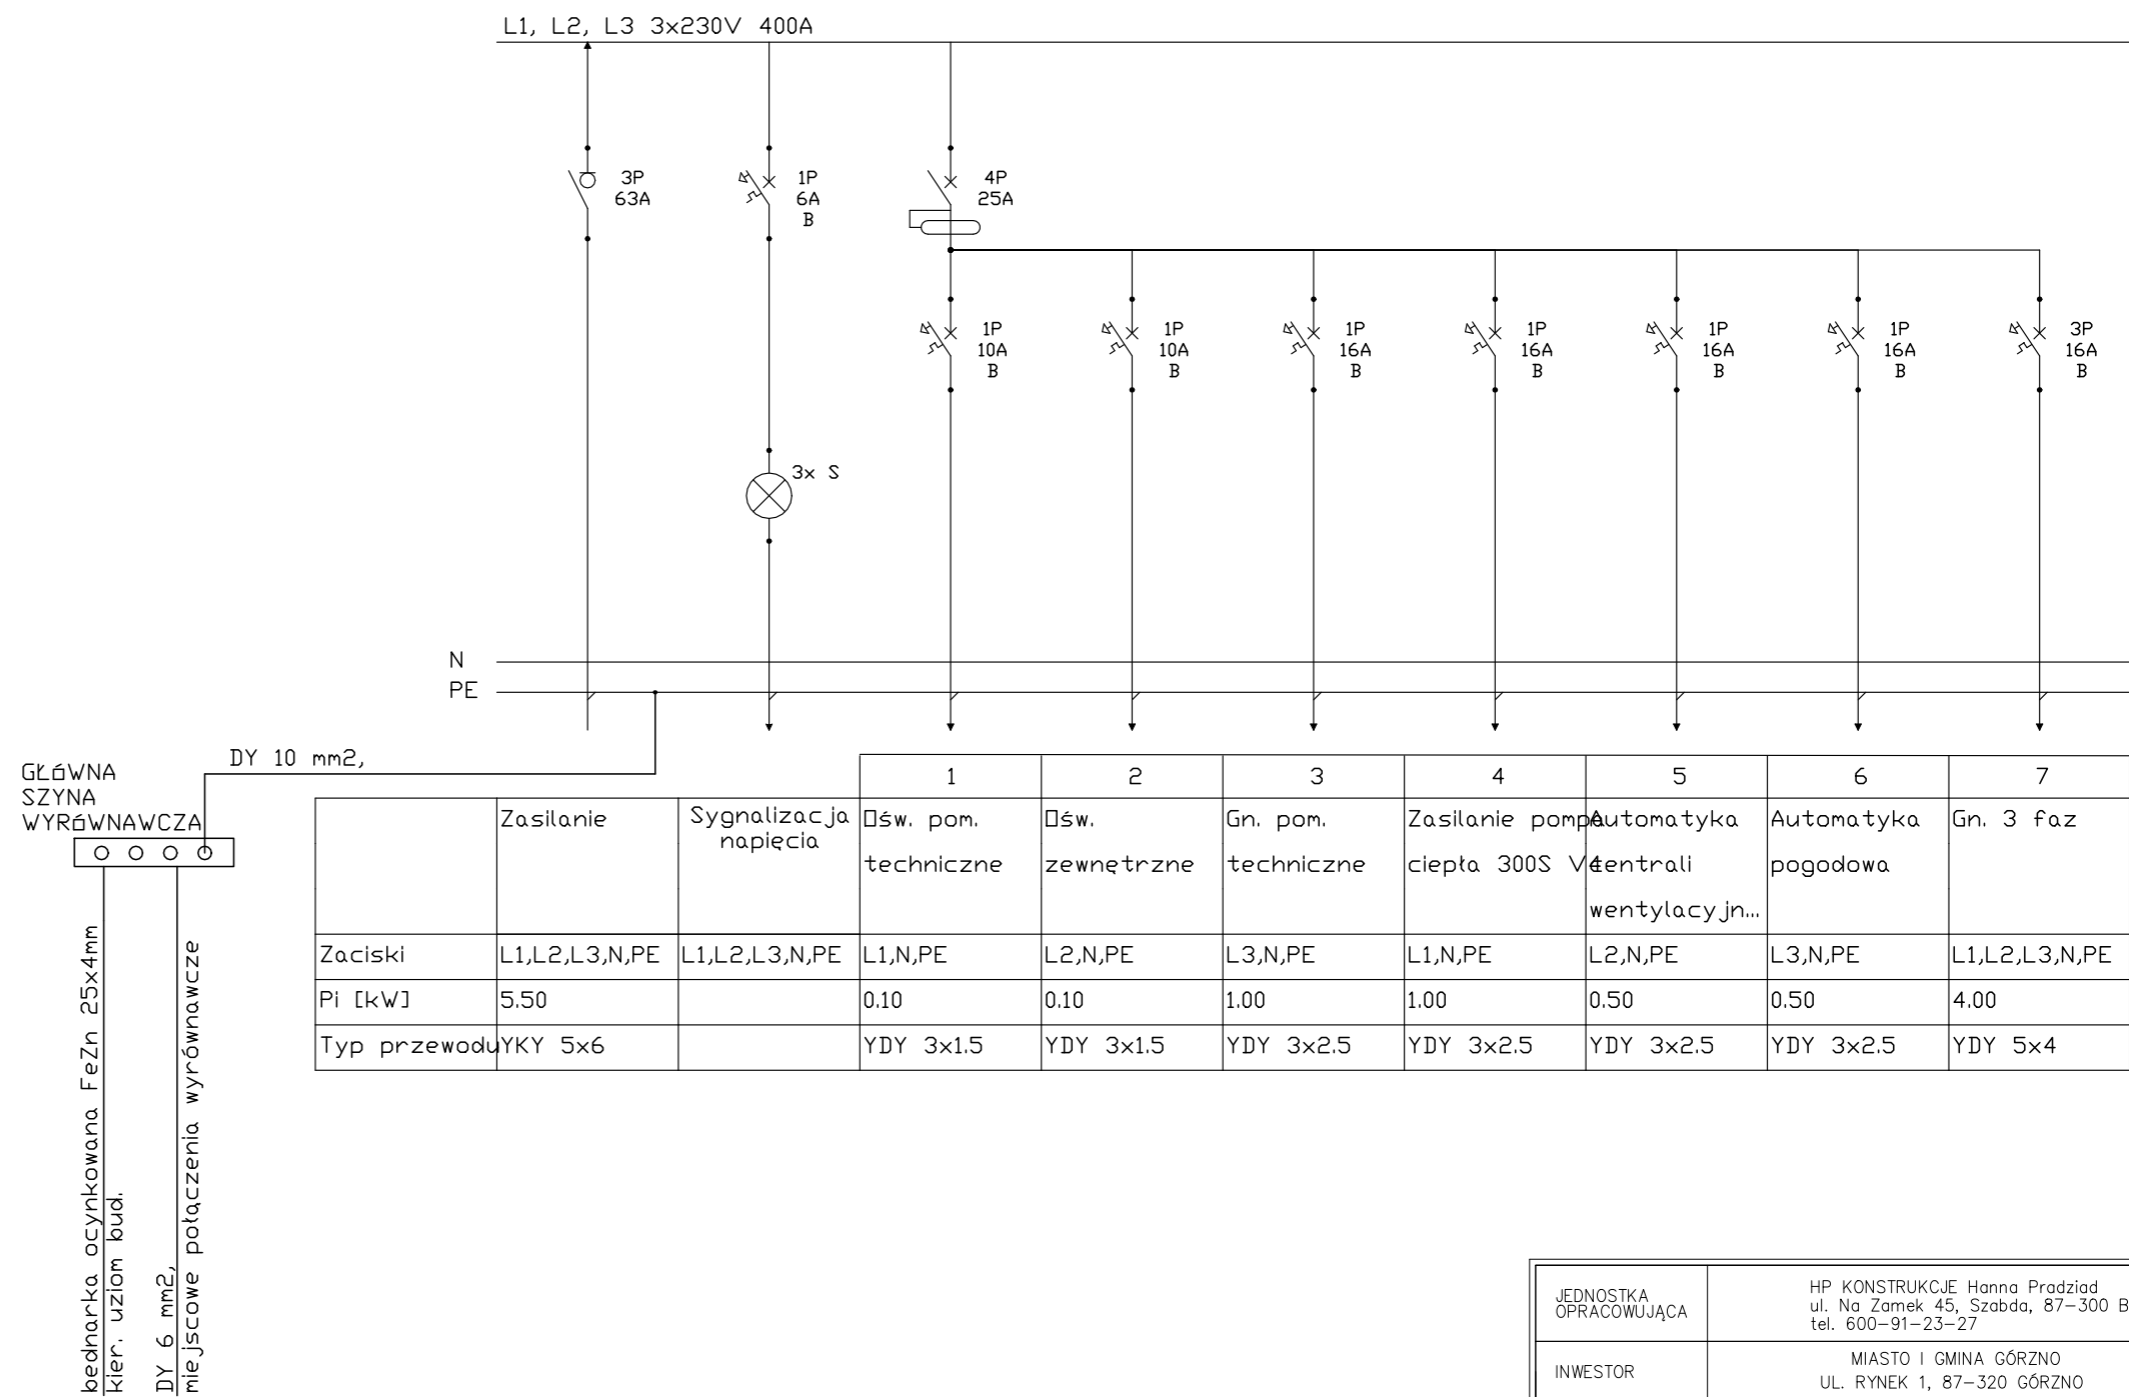 L1, L2, L3 3x230V 400A
3P
63A
1P
6A
B
4P
25A
1P
10A
B
1P
10A
B
1P
16A
B
1P
16A
B
1P
16A
B
1P
16A
B
3P
16A
B
3x S
N
PE
DY 10 mm2,
GŁóWNA
SZYNA
WYRóWNAWCZA
1 2 3 4 5 6 7
Zasilanie
Sygnalizacja
napięcia
Ośw. pom.
techniczne
Ośw.
zewnętrzne
Gn. pom.
techniczne
Zasilanie pompy
ciepła 300S V4
Automatyka
centrali
wentylacyjn...
Automatyka
pogodowa
Gn. 3 faz
Zaciski L1,L2,L3,N,PE L1,L2,L3,N,PE L1,N,PE L2,N,PE L3,N,PE L1,N,PE L2,N,PE L3,N,PE L1,L2,L3,N,PE
Pi [kW] 5.50 0.10 0.10 1.00 1.00 0.50 0.50 4.00
Typ przewodu YKY 5x6 YDY 3x1.5 YDY 3x1.5 YDY 3x2.5 YDY 3x2.5 YDY 3x2.5 YDY 3x2.5 YDY 5x4
bednarka ocynkowana FeZn 25x4mm
kier. uziom bud.
DY 6 mm2,
miejscowe połączenia wyrównawcze
JEDNOSTKA
OPRACOWUJĄCA
HP KONSTRUKCJE Hanna Pradziad
ul. Na Zamek 45, Szabda, 87-300 B
tel. 600-91-23-27
INWESTOR
MIASTO I GMINA GÓRZNO
UL. RYNEK 1, 87-320 GÓRZNO